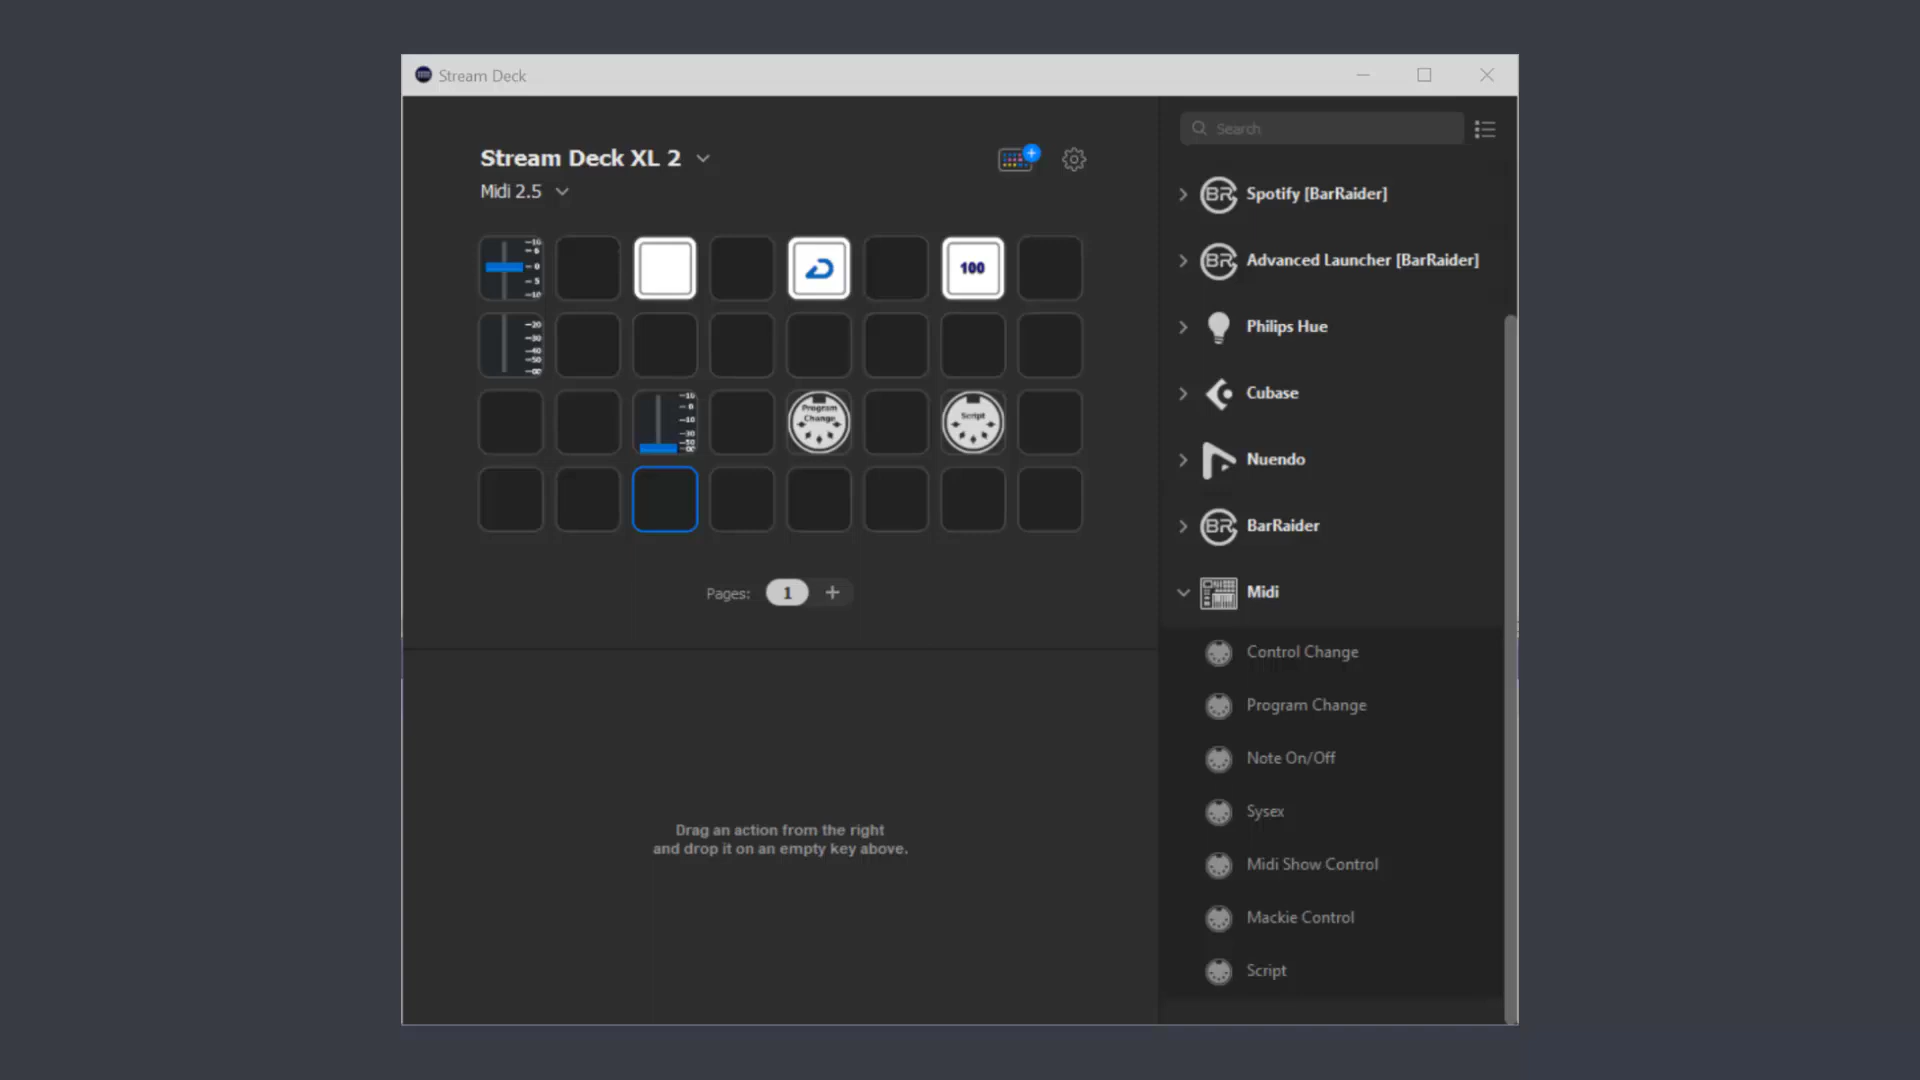 Stream Deck
Search
Stream Deck XL 2
Midi 2.5
Spotify [BarRaider]
Advanced Launcher [BarRaider]
Philips Hue
Cubase
Nuendo
BarRaider
Midi
Control Change
Program Change
Note On/Off
Sysex
Midi Show Control
Mackie Control
Script
100
Program
Change
Script
Pages:
1
+
Drag an action from the right
and drop it on an empty key above.